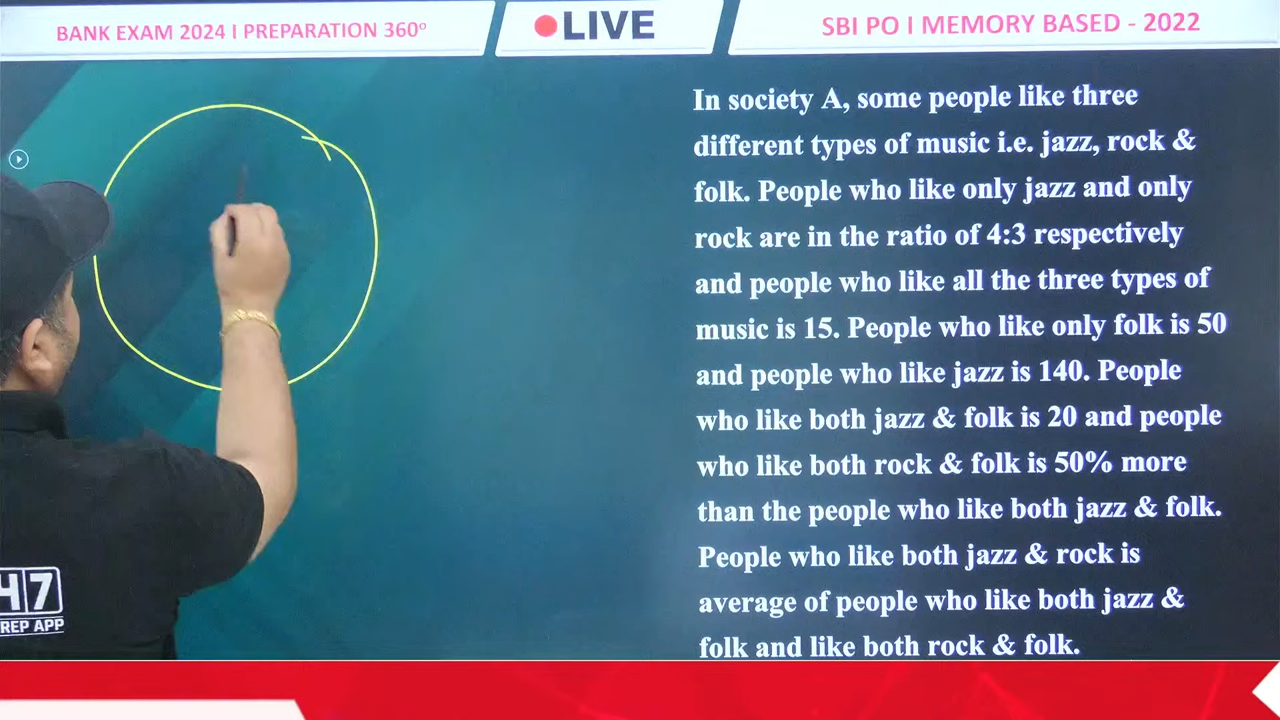 BANK EXAM 2024 I PREPARATION 360º
LIVE
SBI PO I MEMORY BASED - 2022
In society A, some people like three
different types of music i.e. jazz, rock &
folk. People who like only jazz and only
rock are in the ratio of 4:3 respectively
and people who like all the three types of
music is 15. People who like only folk is 50
and people who like jazz is 140. People
who like both jazz & folk is 20 and people
who like both rock & folk is 50% more
than the people who like both jazz & folk.
People who like both jazz & rock is
average of people who like both jazz &
folk and like both rock & folk.
47
REP APP